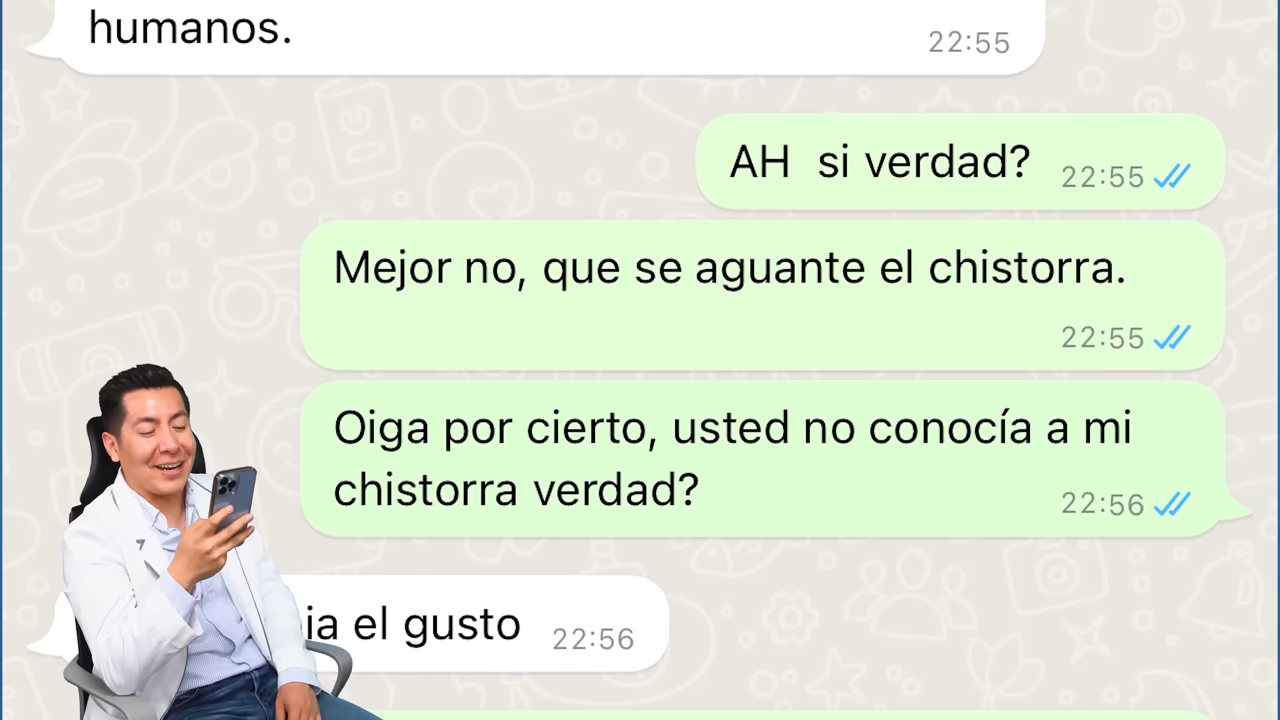 humanos.
22:55
AH  si verdad?
22:55
Mejor no, que se aguante el chistorra.
22:55
Oiga por cierto, usted no conocía a mi
chistorra verdad?
22:56
el gusto
22:56